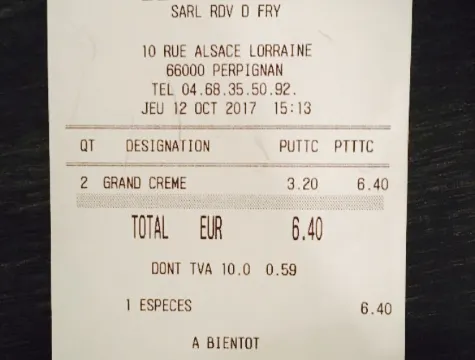 SARL RDV D FRY
10 RUE ALSACE LORRAINE
66000 PERPIGNAN
TEL 04.68.35.50.92.
JEU 12 OCT 2017 15:13
QT DESIGNATION PUTTC PTTTC
2 GRAND CREME 3.20 6.40
TOTAL EUR 6.40
DONT TVA 10.0 0.59
1 ESPECES 6.40
A BIENTOT